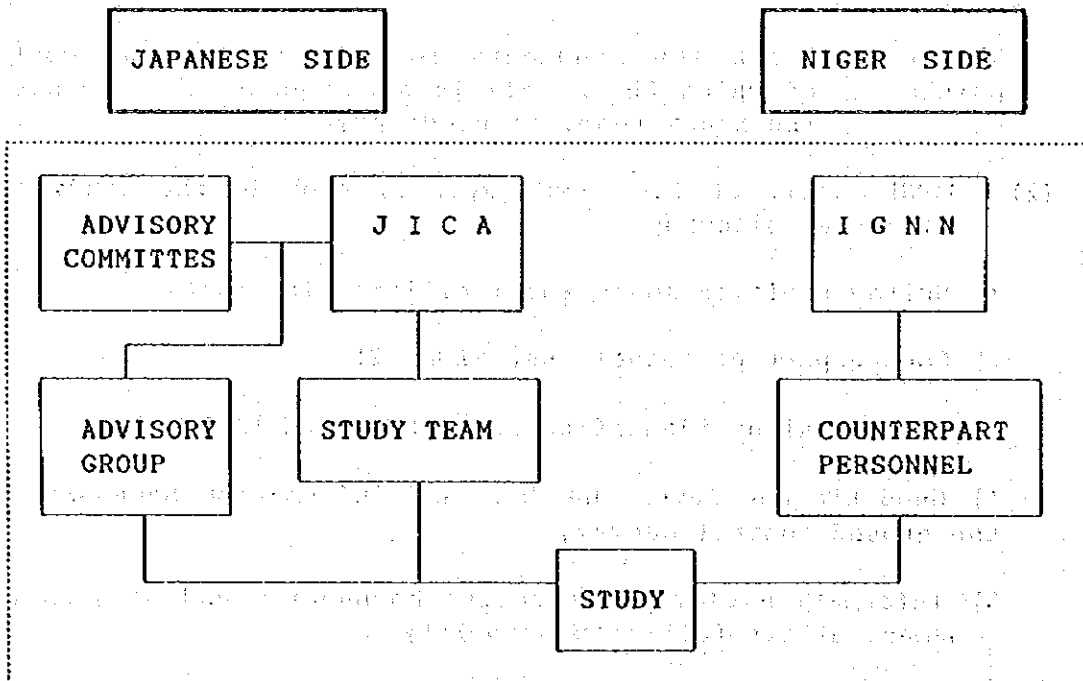 JAPANESE SIDE
NIGER SIDE
ADVISORY
COMMITTES
J I C A
I G N N
ADVISORY
GROUP
STUDY TEAM
COUNTERPART
PERSONNEL
STUDY